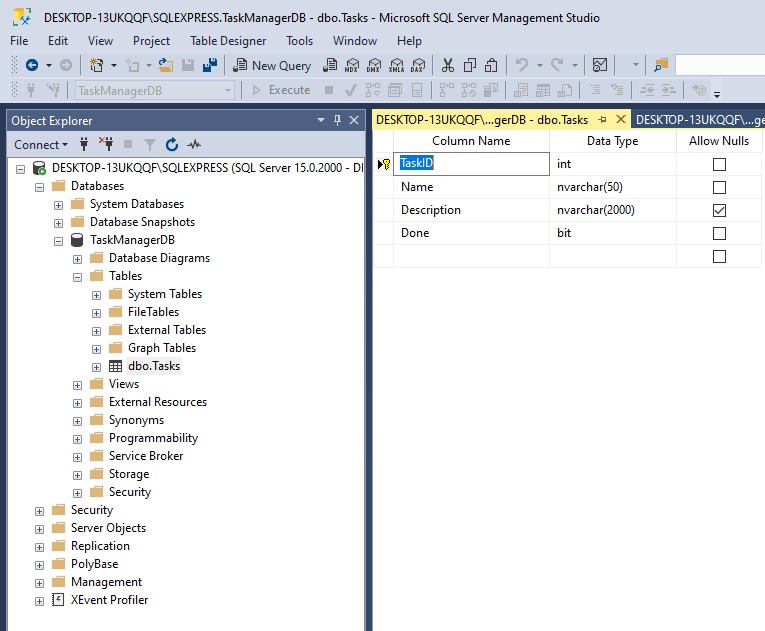 DESKTOP-13UKQQF\SQLEXPRESS.TaskManagerDB - dbo.Tasks - Microsoft SQL Server Management Studio
File Edit View Project Table Designer Tools Window Help
New Query MDX DMX XMLA DAX
TaskManagerDB Execute
Object Explorer
Connect
DESKTOP-13UKQQF\SQLEXPRESS (SQL Server 15.0.2000 - DI
Databases
System Databases
Database Snapshots
TaskManagerDB
Database Diagrams
Tables
System Tables
FileTables
External Tables
Graph Tables
dbo.Tasks
Views
External Resources
Synonyms
Programmability
Service Broker
Storage
Security
Security
Server Objects
Replication
PolyBase
Management
XEvent Profiler
DESKTOP-13UKQQF\...gerDB - dbo.Tasks DESKTOP-13UKQQF\...ge
Column Name Data Type Allow Nulls
TaskID int
Name nvarchar(50)
Description nvarchar(2000)
Done bit